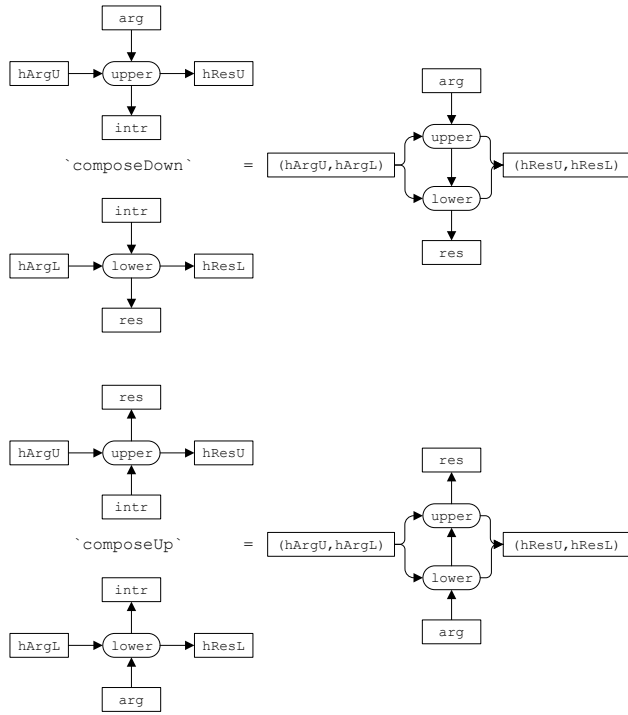 arg
hArgU upper hResU
intr
`composeDown` =
intr
hArgL lower hResL
res
arg
upper
(hArgU,hArgL) (hResU,hResL)
lower
res
res
hArgU upper hResU
intr
`composeUp` =
intr
hArgL lower hResL
arg
res
upper
(hArgU,hArgL) (hResU,hResL)
lower
arg